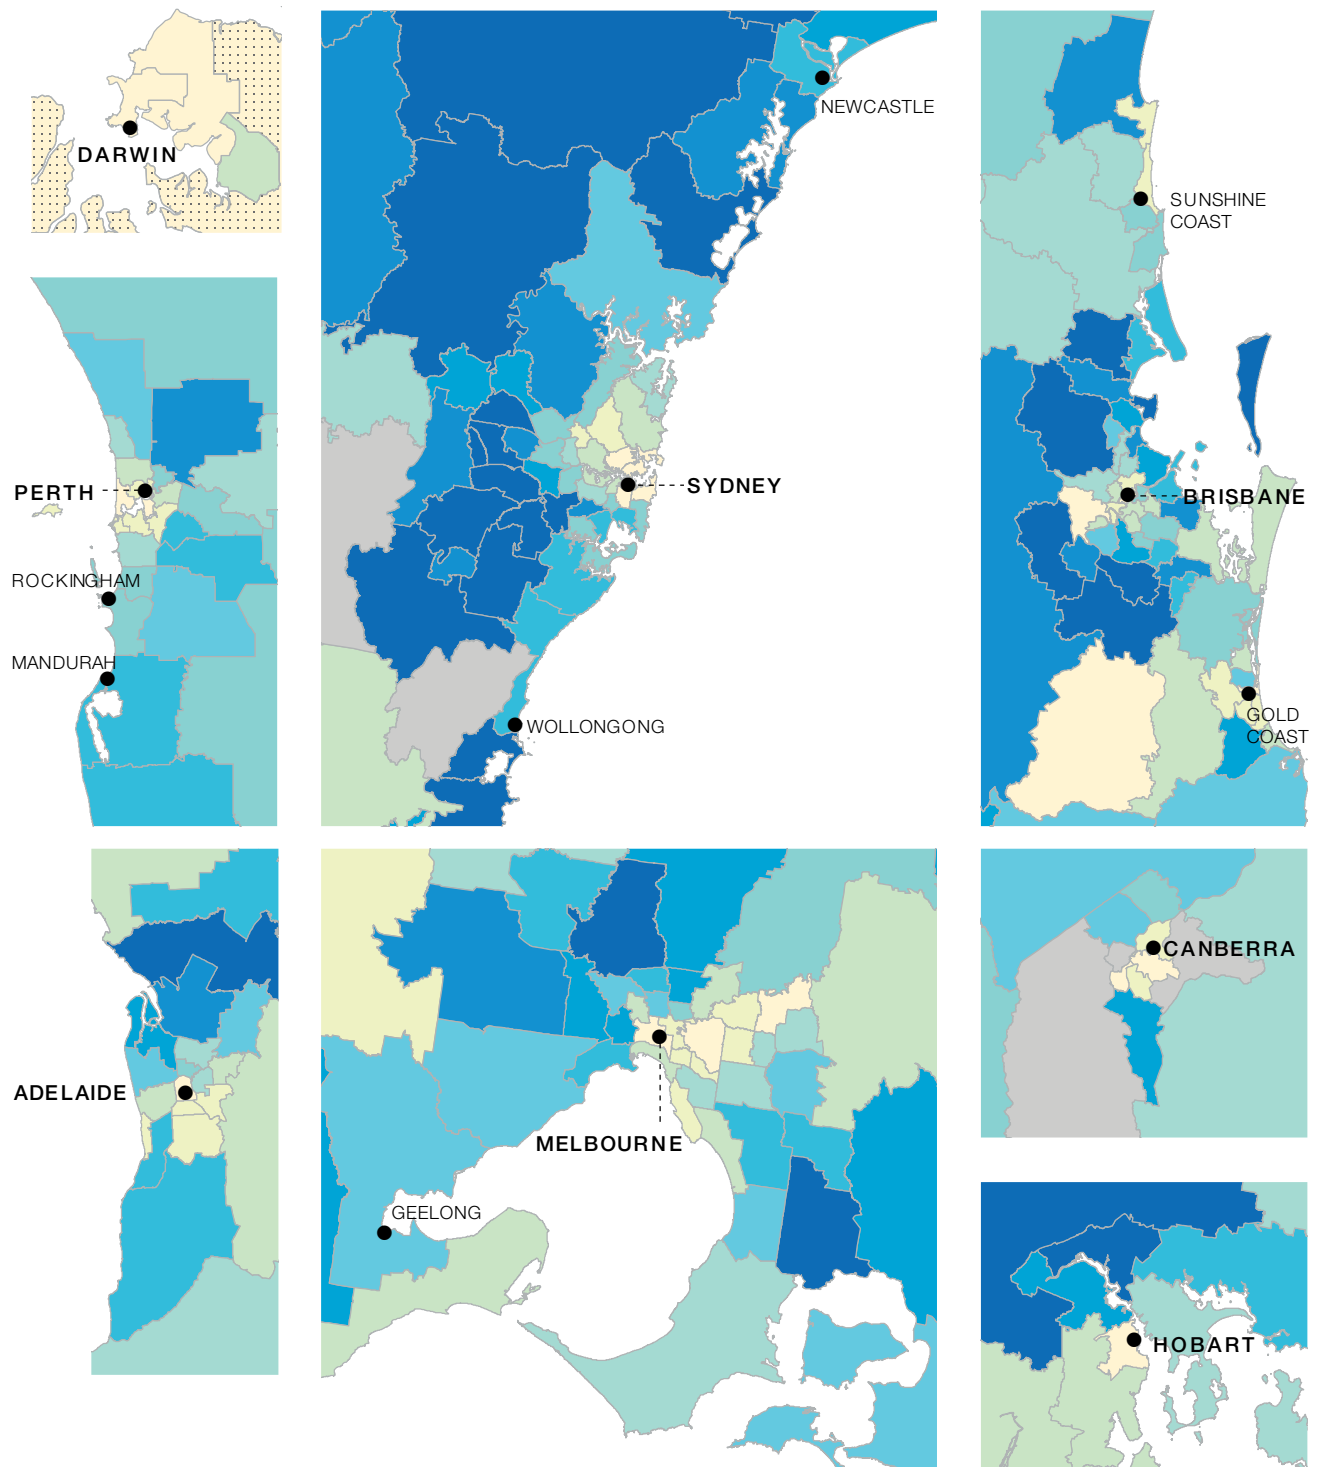 NEWCASTLE
DARWIN
SUNSHINE
COAST
PERTH
SYDNEY
BRISBANE
ROCKINGHAM
MANDURAH
GOLD
COAST
WOLLONGONG
CANBERRA
ADELAIDE
MELBOURNE
GEELONG
HOBART